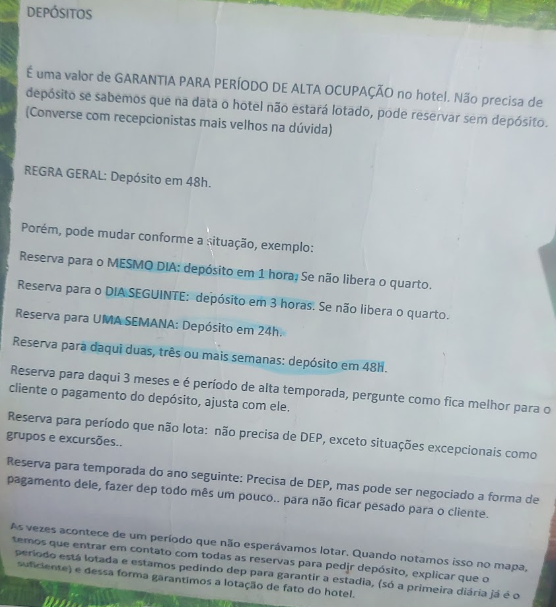 DEPÓSITOS
É uma valor de GARANTIA PARA PERÍODO DE ALTA OCUPAÇÃO no hotel. Não precisa de
depósito se sabemos que na data o hotel não estará lotado, pode reservar sem depósito.
(Converse com recepcionistas mais velhos na dúvida)
REGRA GERAL: Depósito em 48h.
Porém, pode mudar conforme a situação, exemplo:
Reserva para o MESMO DIA: depósito em 1 hora; Se não libera o quarto.
Reserva para o DIA SEGUINTE: depósito em 3 horas. Se não libera o quarto.
Reserva para UMA SEMANA: Depósito em 24h.
Reserva para daqui duas, três ou mais semanas: depósito em 48h.
Reserva para daqui 3 meses e é período de alta temporada, pergunte como fica melhor para o
cliente o pagamento do depósito, ajusta com ele.
Reserva para período que não lota: não precisa de DEP, exceto situações excepcionais como
grupos e excursões..
Reserva para temporada do ano seguinte: Precisa de DEP, mas pode ser negociado a forma de
pagamento dele, fazer dep todo mês um pouco.. para não ficar pesado para o cliente.
As vezes acontece de um período que não esperávamos lotar. Quando notamos isso no mapa,
temos que entrar em contato com todas as reservas para pedir depósito, explicar que o
período está lotada e estamos pedindo dep para garantir a estadia, (só a primeira diária já é o
suficiente) e dessa forma garantimos a lotação de fato do hotel.